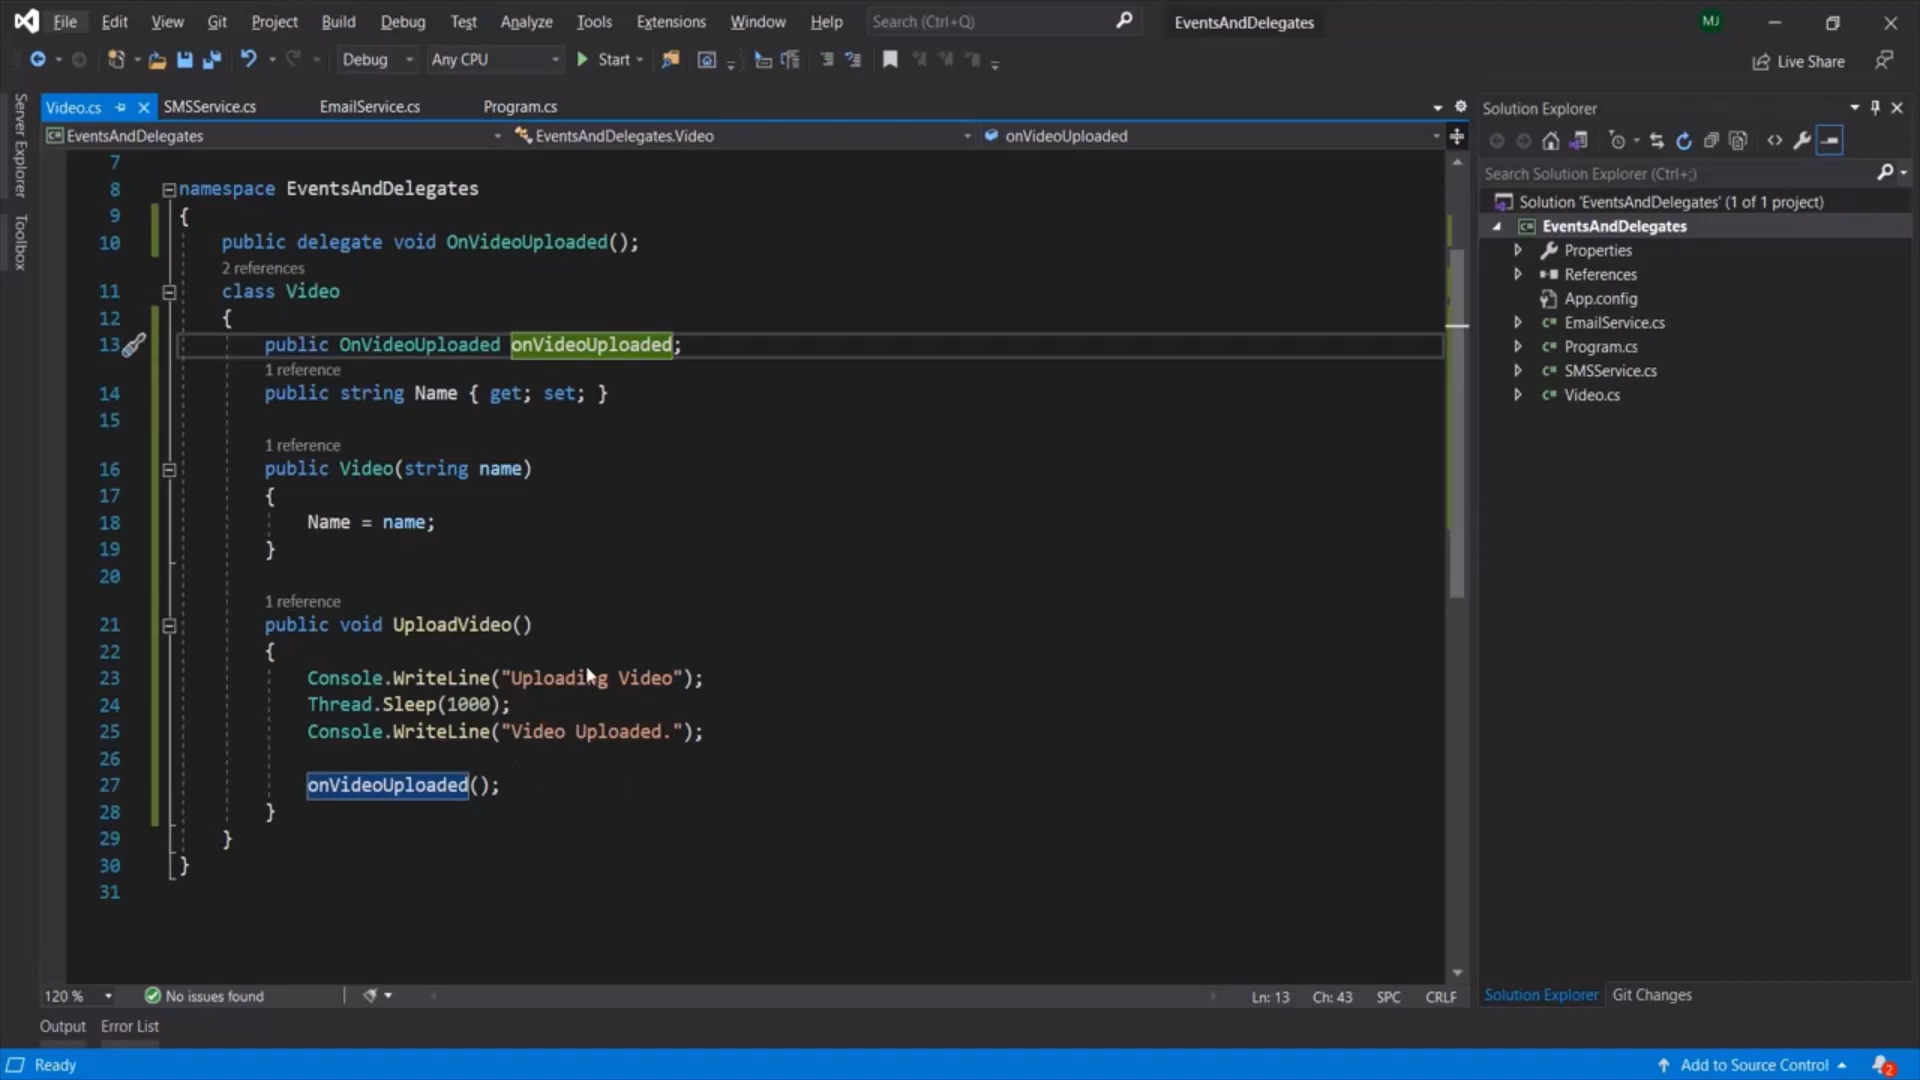 File Edit View Git Project Build Debug Test Analyze Tools Extensions Window Help Search (Ctrl+Q) EventsAndDelegates MJ
Debug Any CPU Start Live Share
Server Explorer
Toolbox
Video.cs SMSService.cs EmailService.cs Program.cs
EventsAndDelegates EventsAndDelegates.Video onVideoUploaded
7
8 namespace EventsAndDelegates
9 {
10 public delegate void OnVideoUploaded();
2 references
11 class Video
12 {
13 public OnVideoUploaded onVideoUploaded;
1 reference
14 public string Name { get; set; }
15
1 reference
16 public Video(string name)
17 {
18 Name = name;
19 }
20
1 reference
21 public void UploadVideo()
22 {
23 Console.WriteLine("Uploading Video");
24 Thread.Sleep(1000);
25 Console.WriteLine("Video Uploaded.");
26
27 onVideoUploaded();
28 }
29 }
30 }
31
120 % No issues found Ln: 13 Ch: 43 SPC CRLF
Output Error List
Solution Explorer
Search Solution Explorer (Ctrl+;)
Solution 'EventsAndDelegates' (1 of 1 project)
EventsAndDelegates
Properties
References
App.config
C# EmailService.cs
C# Program.cs
C# SMSService.cs
C# Video.cs
Solution Explorer Git Changes
Ready Add to Source Control 2